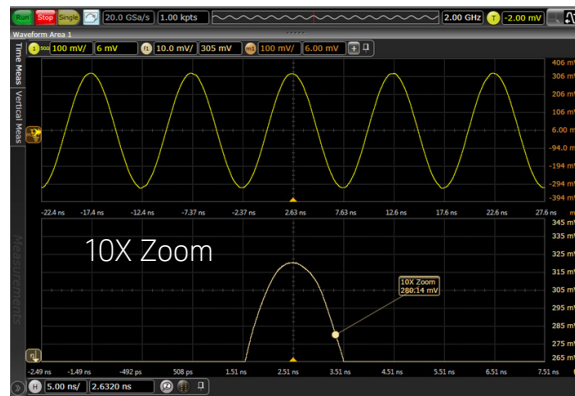 Run Stop Single 20.0 GSa/s 1.00 kpts 2.00 GHz T -2.00 mV
Waveform Area 1
1 100 mV/ 6 mV f1 10.0 mV/ 305 mV m1 100 mV/ 6.00 mV
Time Meas
Vertical Meas
Measurements
406 mV
306 mV
206 mV
106 mV
6.00 mV
-94.0 mV
-194 mV
-294 mV
-394 mV
-22.4 ns -17.4 ns -12.4 ns -7.37 ns -2.37 ns 2.63 ns 7.63 ns 12.6 ns 17.6 ns 22.6 ns 27.6 ns
10X Zoom
345 mV
335 mV
325 mV
315 mV
305 mV
295 mV
285 mV
275 mV
265 mV
10X Zoom
280.14 mV
-2.49 ns -1.49 ns -492 ps 508 ps 1.51 ns 2.51 ns 3.51 ns 4.51 ns 5.51 ns 6.51 ns 7.51 ns
H 5.00 ns/ 2.6320 ns